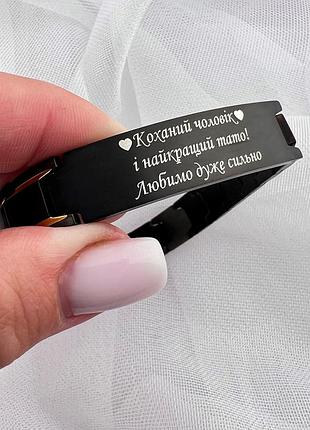 🤍Коханий чоловік🤍
і найкращий тато!
Любимо дуже сильно